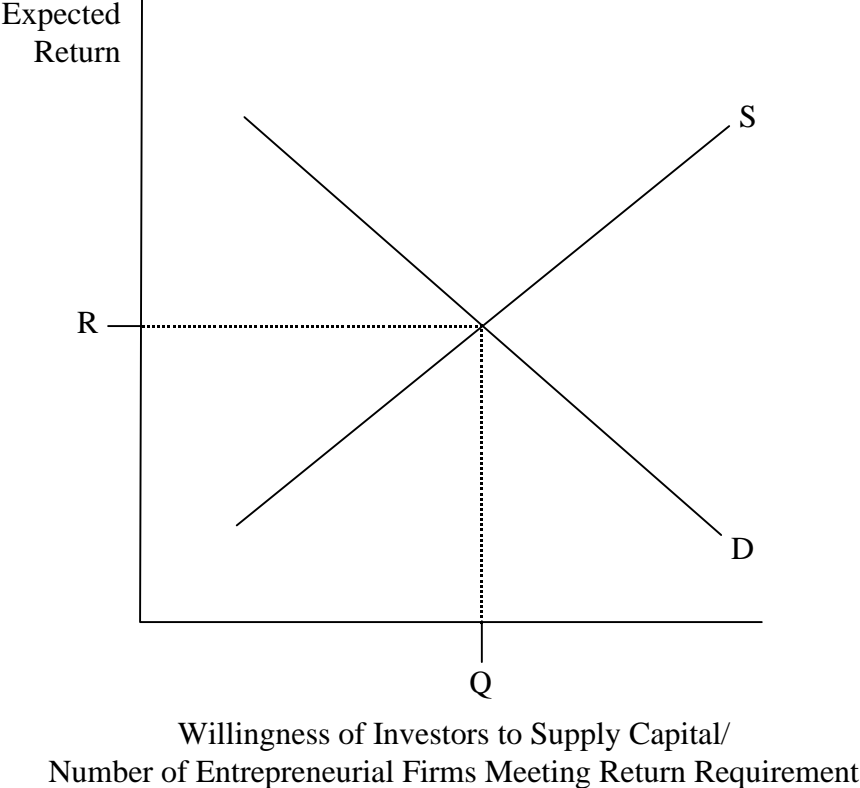 Expected
Return
S
R
D
Q
Willingness of Investors to Supply Capital/
Number of Entrepreneurial Firms Meeting Return Requirement